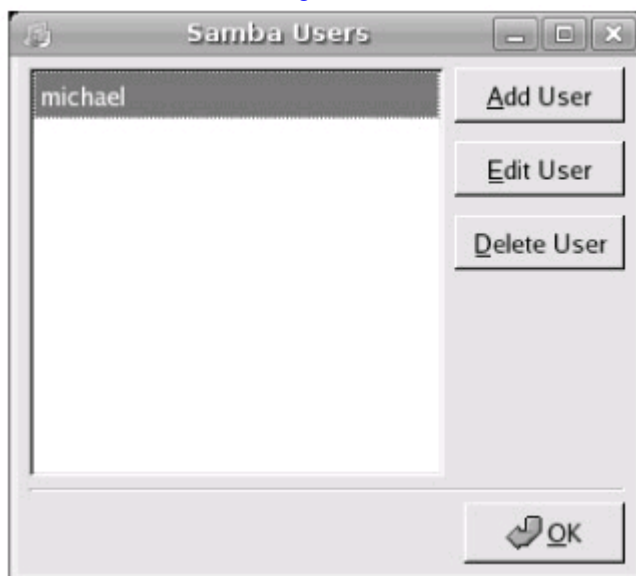 Samba Users
michael
Add User
Edit User
Delete User
OK